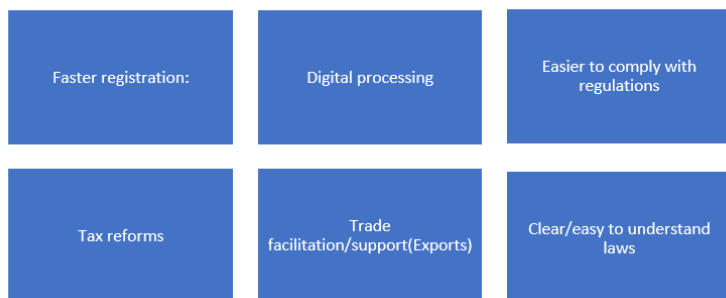 Faster registration:
Digital processing
Easier to comply with
regulations
Tax reforms
Trade
facilitation/support(Exports)
Clear/easy to understand
laws